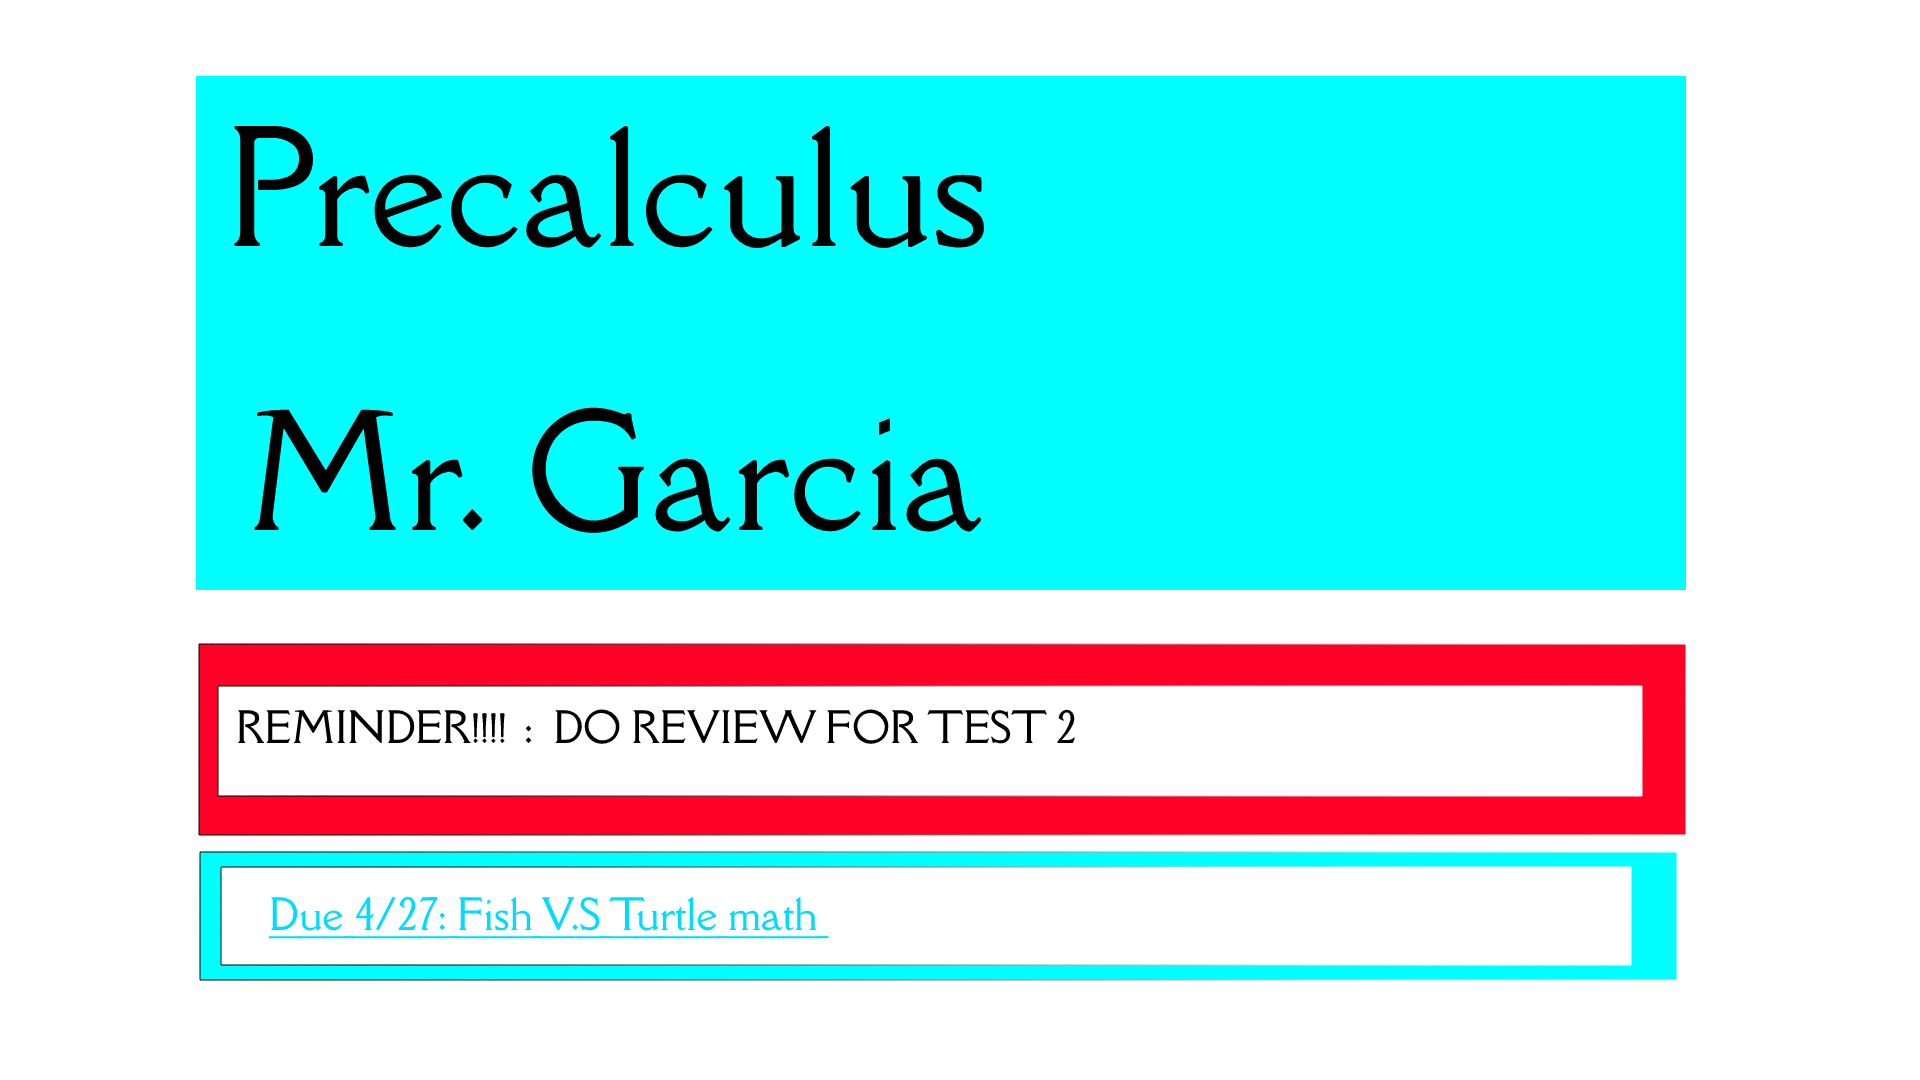 Precalculus
Mr. Garcia
REMINDER!!!! : DO REVIEW FOR TEST 2
Due 4/27: Fish V.S Turtle math